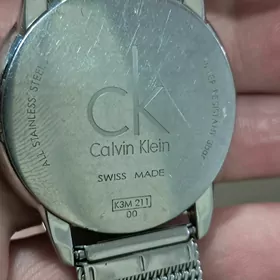 ck
Calvin Klein
SWISS MADE
K3M 211
00
ALL STAINLESS STEEL